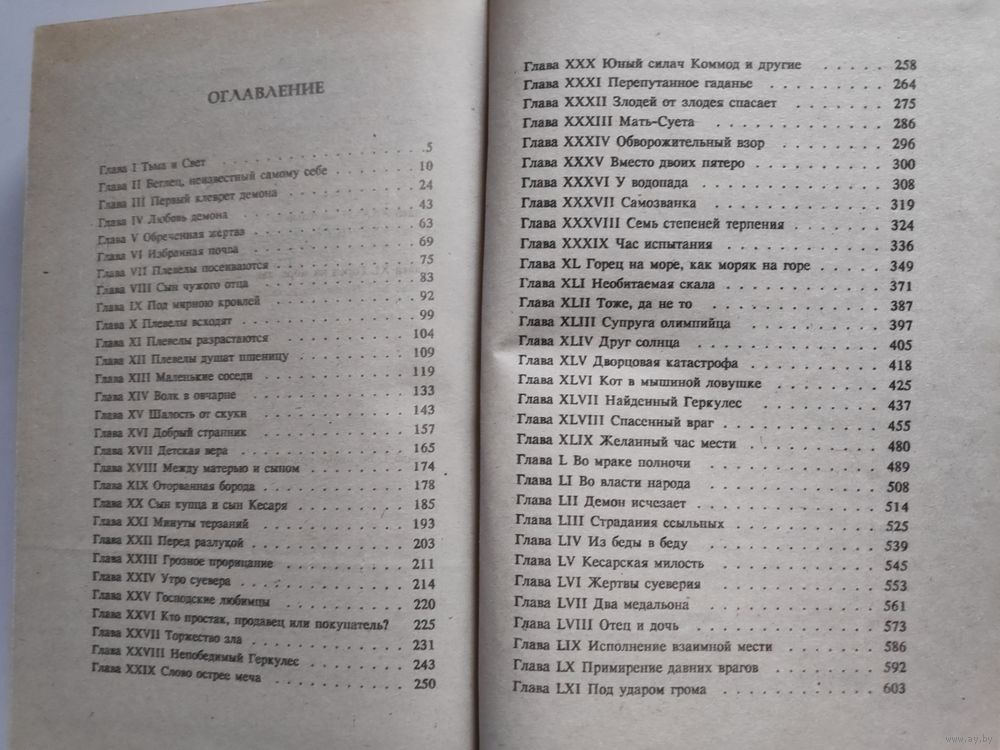 ОГЛАВЛЕНИЕ
Глава I Тьма и Свет . . . . . . . . . . . . . . . 5
Глава II Беглец, неизвестный самому себе . . . . . . . 10
Глава III Первый клеврет демона . . . . . . . . . . 24
Глава IV Любовь демона . . . . . . . . . . . . . 43
Глава V Обреченная жертва . . . . . . . . . . . . 63
Глава VI Избранная почва . . . . . . . . . . . . 69
Глава VII Плевелы посеиваются . . . . . . . . . . 75
Глава VIII Сын чужого отца . . . . . . . . . . . . 83
Глава IX Под мирною кровлей . . . . . . . . . . . 92
Глава X Плевелы всходят . . . . . . . . . . . . . 99
Глава XI Плевелы разрастаются . . . . . . . . . . 104
Глава XII Плевелы душат пшеницу . . . . . . . . . 109
Глава XIII Маленькие соседи . . . . . . . . . . . 119
Глава XIV Волк в овчарне . . . . . . . . . . . . 133
Глава XV Шалость от скуки . . . . . . . . . . . . 143
Глава XVI Добрый странник . . . . . . . . . . . . 157
Глава XVII Детская вера . . . . . . . . . . . . . 165
Глава XVIII Между матерью и сыном . . . . . . . . 174
Глава XIX Оторванная борода . . . . . . . . . . . 178
Глава XX Сын купца и сын Кесаря . . . . . . . . . 185
Глава XXI Минуты терзаний . . . . . . . . . . . . 193
Глава XXII Перед разлукой . . . . . . . . . . . . 203
Глава XXIII Грозное прорицание . . . . . . . . . . 211
Глава XXIV Утро суевера . . . . . . . . . . . . . 214
Глава XXV Господские любимцы . . . . . . . . . . 220
Глава XXVI Кто простак, продавец или покупатель? 225
Глава XXVII Торжество зла . . . . . . . . . . . . 231
Глава XXVIII Непобедимый Геркулес . . . . . . . . 243
Глава XXIX Слово острее меча . . . . . . . . . . . 250
Глава XXX Юный силач Коммод и другие . . . . . 258
Глава XXXI Перепутанное гаданье . . . . . . . . 264
Глава XXXII Злодей от злодея спасает . . . . . . 275
Глава XXXIII Мать-Суета . . . . . . . . . . . . 286
Глава XXXIV Обворожительный взор . . . . . . . 296
Глава XXXV Вместо двоих пятеро . . . . . . . . 300
Глава XXXVI У водопада . . . . . . . . . . . . 308
Глава XXXVII Самозванка . . . . . . . . . . . 319
Глава XXXVIII Семь степеней терпения . . . . . . 324
Глава XXXIX Час испытания . . . . . . . . . . 336
Глава XL Горец на море, как моряк на горе . . . . . 349
Глава XLI Необитаемая скала . . . . . . . . . . 371
Глава XLII Тоже, да не то . . . . . . . . . . . 387
Глава XLIII Супруга олимпийца . . . . . . . . . 397
Глава XLIV Друг солнца . . . . . . . . . . . . 405
Глава XLV Дворцовая катастрофа . . . . . . . . . 418
Глава XLVI Кот в мышиной ловушке . . . . . . . 425
Глава XLVII Найденный Геркулес . . . . . . . . 437
Глава XLVIII Спасенный враг . . . . . . . . . . 455
Глава XLIX Желанный час мести . . . . . . . . . 480
Глава L Во мраке полночи . . . . . . . . . . . 489
Глава LI Во власти народа . . . . . . . . . . . 508
Глава LII Демон исчезает . . . . . . . . . . . 514
Глава LIII Страдания ссыльных . . . . . . . . . 525
Глава LIV Из беды в беду . . . . . . . . . . . 539
Глава LV Кесарская милость . . . . . . . . . . 545
Глава LVI Жертвы суеверия . . . . . . . . . . 553
Глава LVII Два медальона . . . . . . . . . . . 561
Глава LVIII Отец и дочь . . . . . . . . . . . . 573
Глава LIX Исполнение взаимной мести . . . . . . . 586
Глава LX Примирение давних врагов . . . . . . . 592
Глава LXI Под ударом грома . . . . . . . . . . 603
www.ay.by